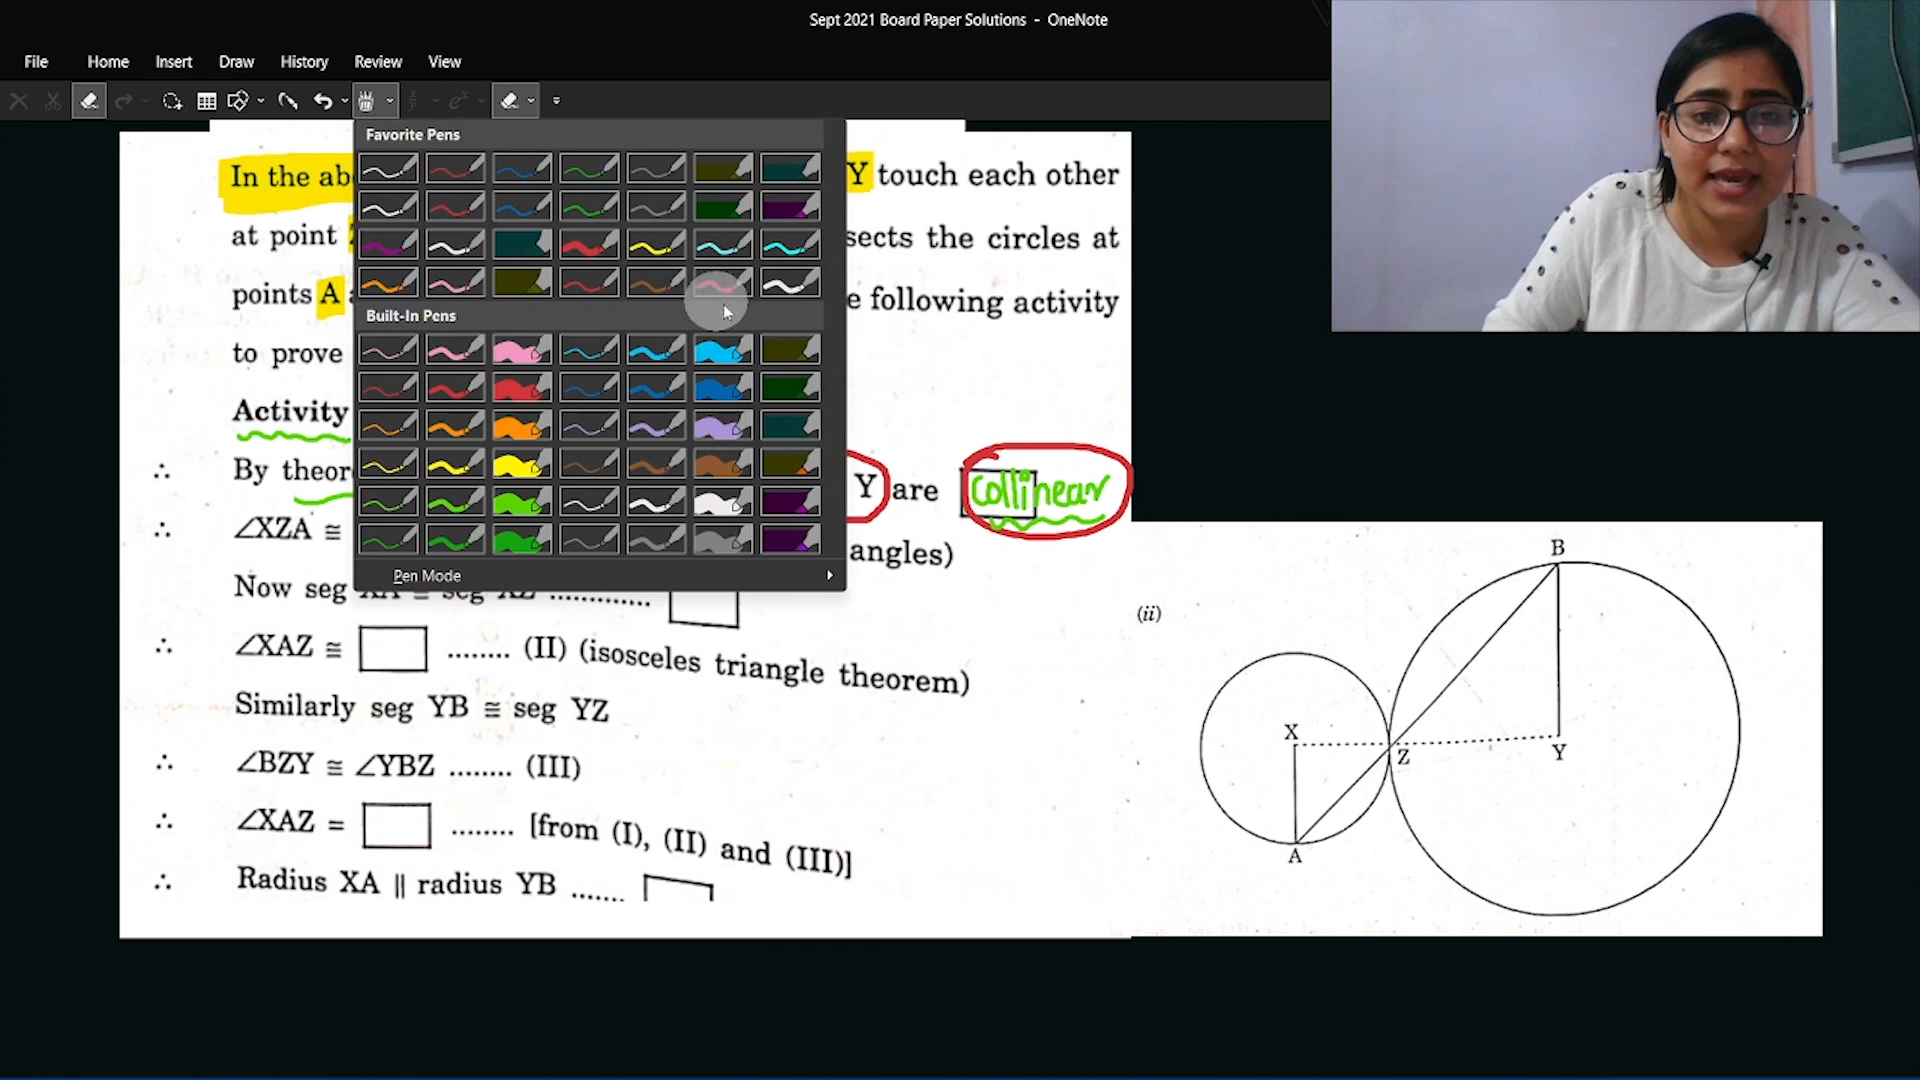 Sept 2021 Board Paper Solutions - OneNote
File Home Insert Draw History Review View
Favorite Pens
Built-In Pens
Pen Mode
In the ab Y touch each other
at point sects the circles at
points A e following activity
to prove
Activity
∴ By theor Y are collinear
∴ ∠XZA ≅ angles)
Now seg XA ≅ seg XZ .............
∴ ∠XAZ ≅ ........ (II) (isosceles triangle theorem)
Similarly seg YB ≅ seg YZ
∴ ∠BZY ≅ ∠YBZ ........ (III)
∴ ∠XAZ = ........ [from (I), (II) and (III)]
∴ Radius XA || radius YB .......
(ii)
B
X
Z
Y
A